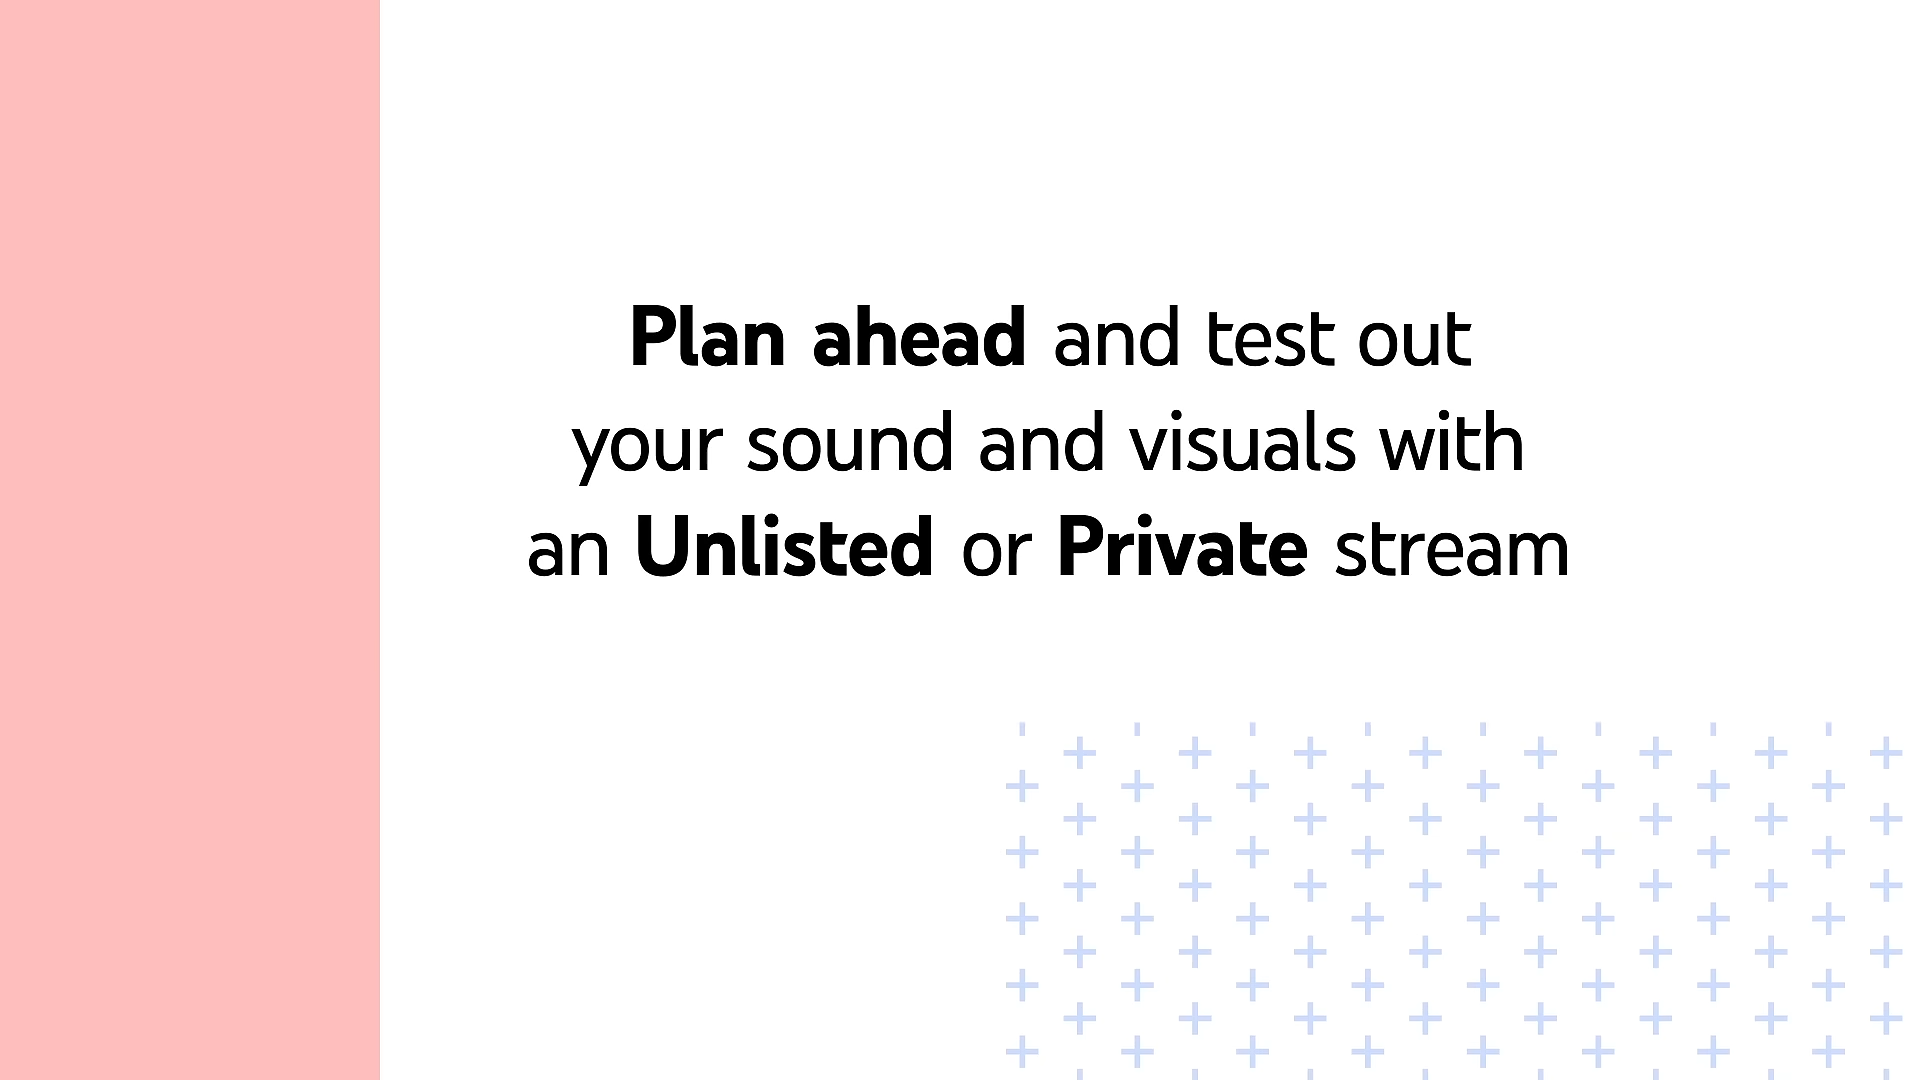 Plan ahead and test out
your sound and visuals with
an Unlisted or Private stream